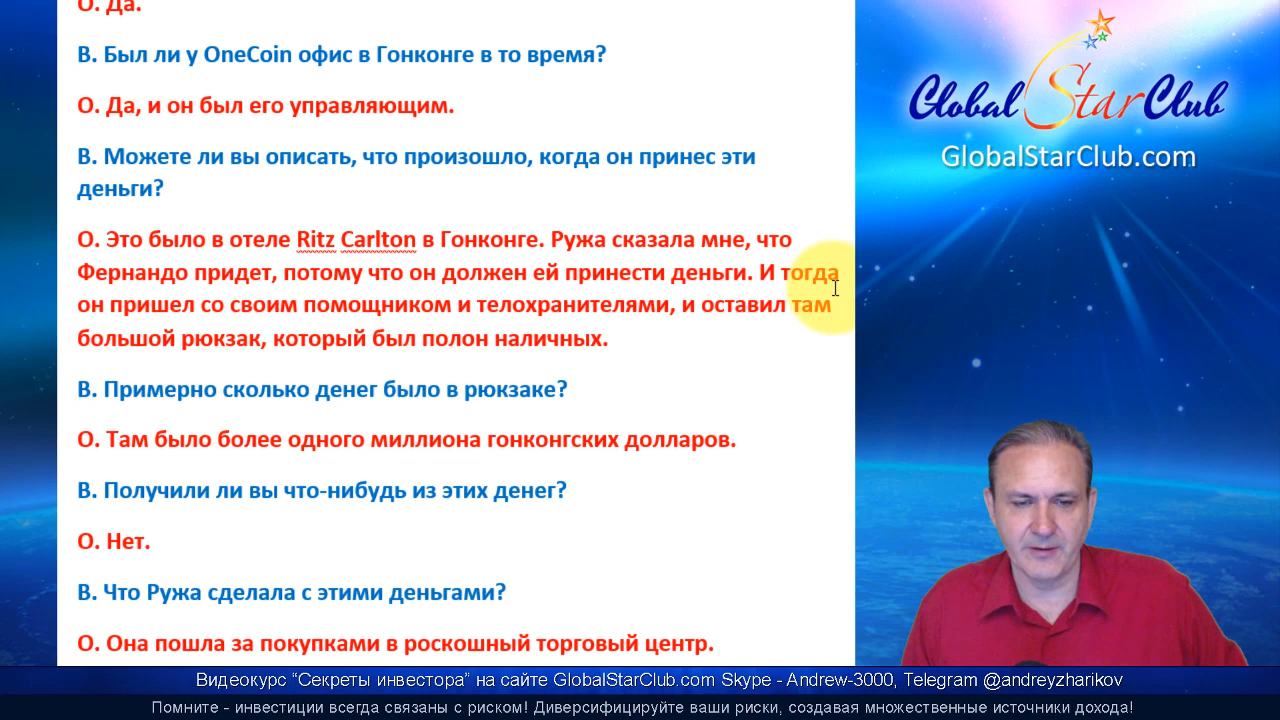 О. Да.
В. Был ли у OneCoin офис в Гонконге в то время?
О. Да, и он был его управляющим.
В. Можете ли вы описать, что произошло, когда он принес эти
деньги?
О. Это было в отеле Ritz Carlton в Гонконге. Ружа сказала мне, что
Фернандо придет, потому что он должен ей принести деньги. И тогда
он пришел со своим помощником и телохранителями, и оставил там
большой рюкзак, который был полон наличных.
В. Примерно сколько денег было в рюкзаке?
О. Там было более одного миллиона гонконгских долларов.
В. Получили ли вы что-нибудь из этих денег?
О. Нет.
В. Что Ружа сделала с этими деньгами?
О. Она пошла за покупками в роскошный торговый центр.
Global Star Club
GlobalStarClub.com
Видеокурс "Секреты инвестора" на сайте GlobalStarClub.com Skype - Andrew-3000, Telegram @andreyzharikov
Помните - инвестиции всегда связаны с риском! Диверсифицируйте ваши риски, создавая множественные источники дохода!